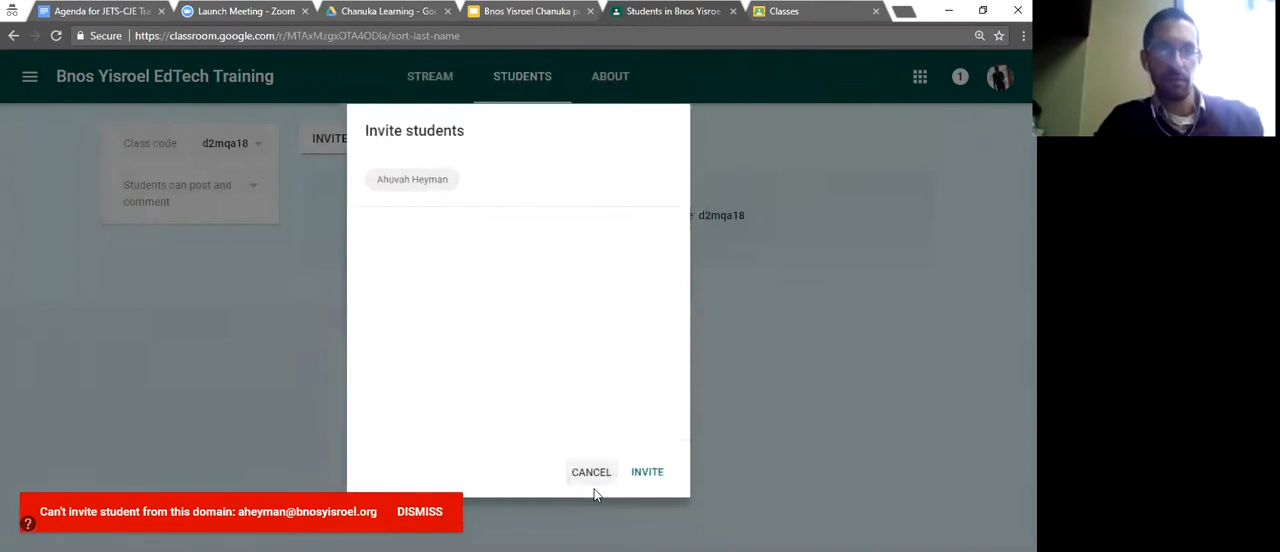 Agenda for JETS-CJE Tra
Launch Meeting - Zoom
Chanuka Learning - Goo
Bnos Yisroel Chanuka p
Students in Bnos Yisroe
Classes
Secure
https://classroom.google.com/r/MTAxMzgxOTA4ODIa/sort-last-name
Bnos Yisroel EdTech Training
STREAM
STUDENTS
ABOUT
1
Class code d2mqa18
INVITE
Students can post and
comment
Invite students
Ahuvah Heyman
e d2mqa18
CANCEL
INVITE
Can't invite student from this domain: aheyman@bnosyisroel.org
DISMISS
?